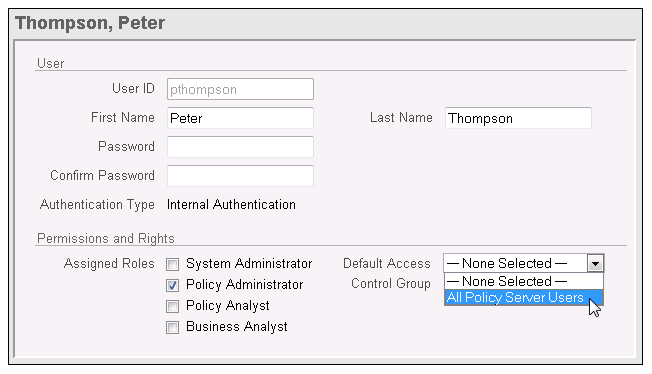 Thompson, Peter
User
User ID pthompson
First Name Peter Last Name Thompson
Password
Confirm Password
Authentication Type Internal Authentication
Permissions and Rights
Assigned Roles System Administrator Default Access — None Selected —
Policy Administrator Control Group — None Selected —
All Policy Server Users
Policy Analyst
Business Analyst